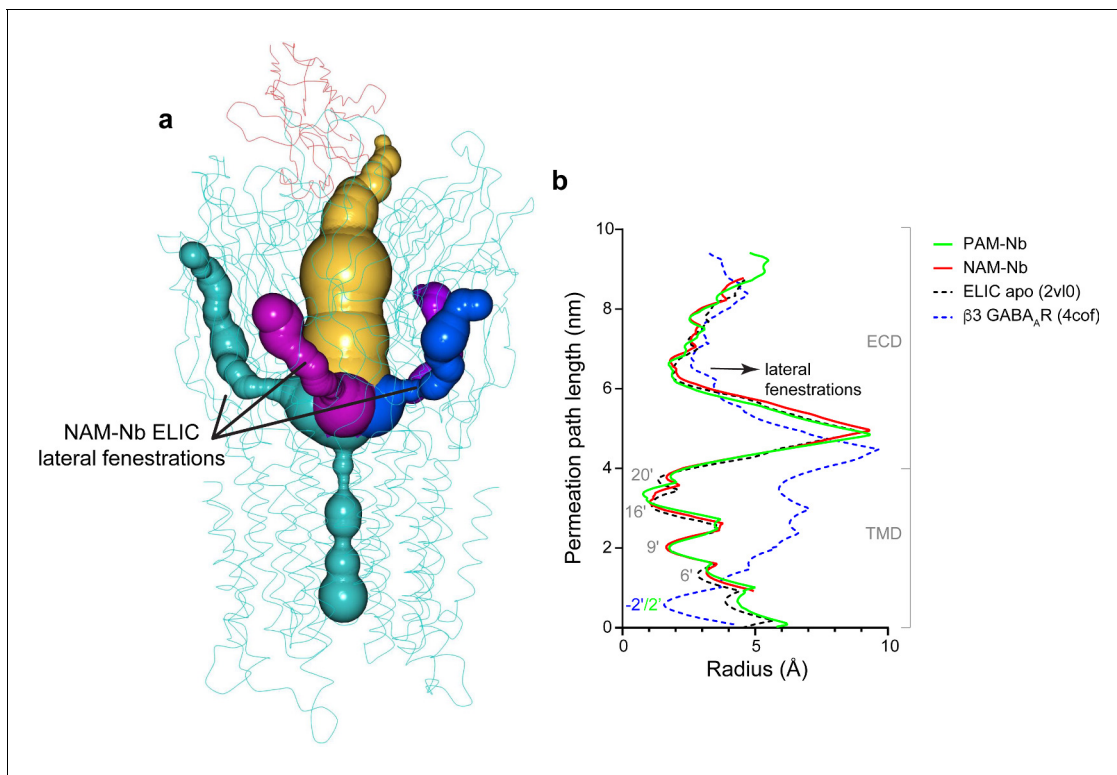 a
NAM-Nb ELIC
lateral fenestrations
b
Permeation path length (nm)
10
8
6
4
2
0
20'
16'
9'
6'
-2'/2'
lateral
fenestrations
ECD
TMD
0
5
10
Radius (Å)
PAM-Nb
NAM-Nb
ELIC apo (2vl0)
β3 GABAAR (4cof)